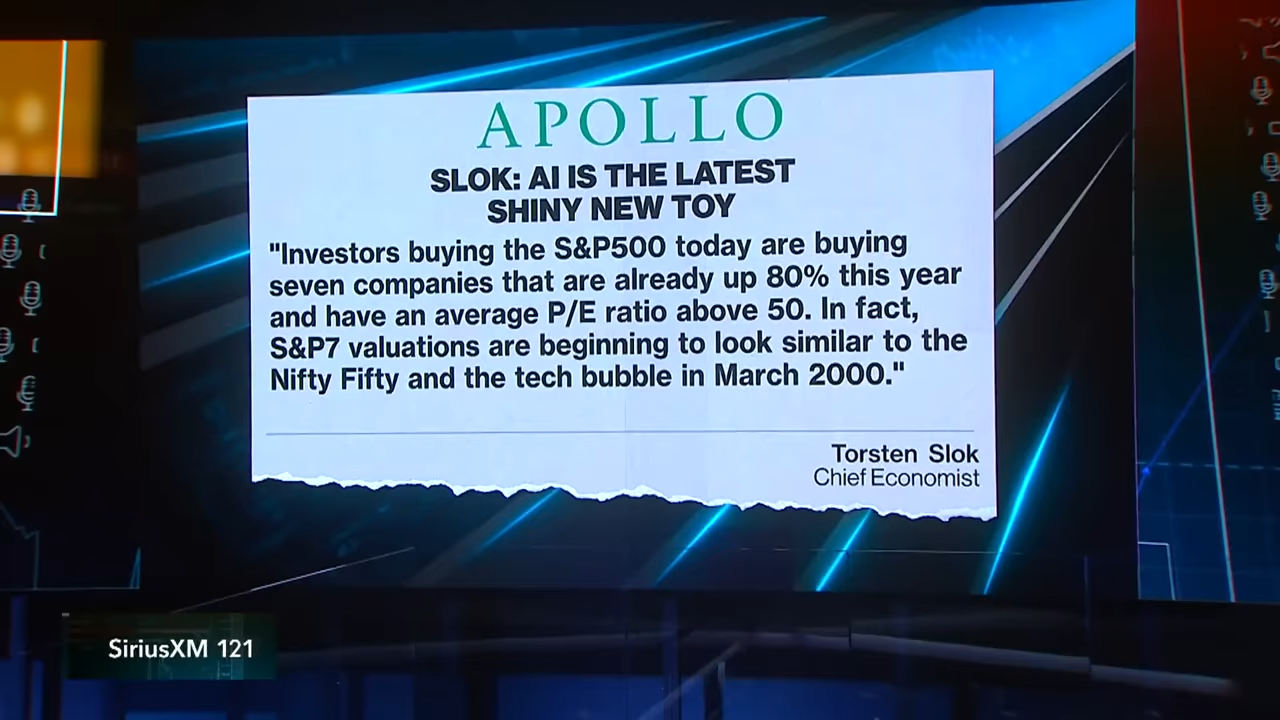 APOLLO
SLOK: AI IS THE LATEST
SHINY NEW TOY
"Investors buying the S&P500 today are buying
seven companies that are already up 80% this year
and have an average P/E ratio above 50. In fact,
S&P7 valuations are beginning to look similar to the
Nifty Fifty and the tech bubble in March 2000."
Torsten Slok
Chief Economist
SiriusXM 121